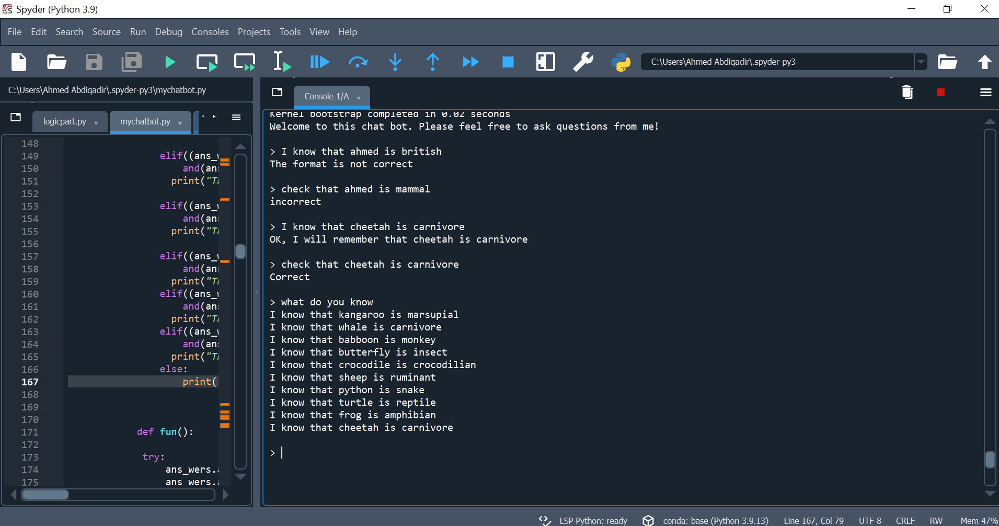 Spyder (Python 3.9)
File Edit Search Source Run Debug Consoles Projects Tools View Help
C:\Users\Ahmed Abdiqadir\.spyder-py3
C:\Users\Ahmed Abdiqadir\.spyder-py3\mychatbot.py
logicpart.py
mychatbot.py
148
149 elif((ans_
150 and(an
151 print("T
152
153 elif((ans_
154 and(an
155 print("T
156
157 elif((ans_
158 and(an
159 print("T
160 elif((ans_
161 and(an
162 print("T
163 elif((ans_
164 and(an
165 print("T
166 else:
167 print(
168
169
170
171 def fun():
172
173 try:
174 ans_wers.
175 ans_wers.
Console 1/A
Kernel bootstrap completed in 0.02 seconds
Welcome to this chat bot. Please feel free to ask questions from me!
> I know that ahmed is british
The format is not correct
> check that ahmed is mammal
incorrect
> I know that cheetah is carnivore
OK, I will remember that cheetah is carnivore
> check that cheetah is carnivore
Correct
> what do you know
I know that kangaroo is marsupial
I know that whale is carnivore
I know that babboon is monkey
I know that butterfly is insect
I know that crocodile is crocodilian
I know that sheep is ruminant
I know that python is snake
I know that turtle is reptile
I know that frog is amphibian
I know that cheetah is carnivore
>
LSP Python: ready conda: base (Python 3.9.13) Line 167, Col 79 UTF-8 CRLF RW Mem 47%